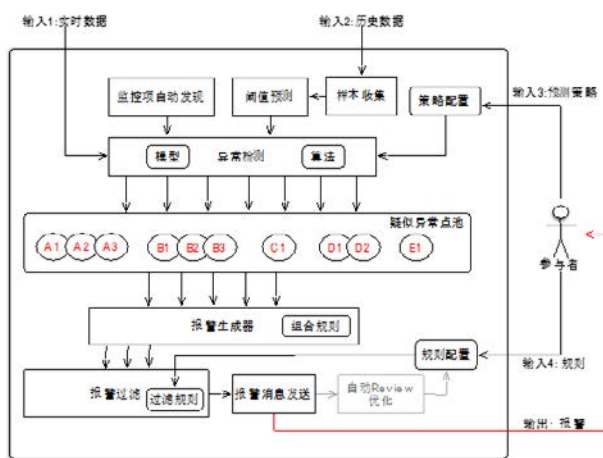 输入1:实时数据
输入2:历史数据
监控项自动发现
阈值预测
样本收集
策略配置
输入3:预测策略
模型
异常检测
算法
疑似异常点池
A1
A2
A3
B1
B2
B3
C1
D1
D2
E1
参与者
报警生成器
组合规则
规则配置
输入4:规则
报警过滤
过滤规则
报警消息发送
自动Review
优化
输出:报警